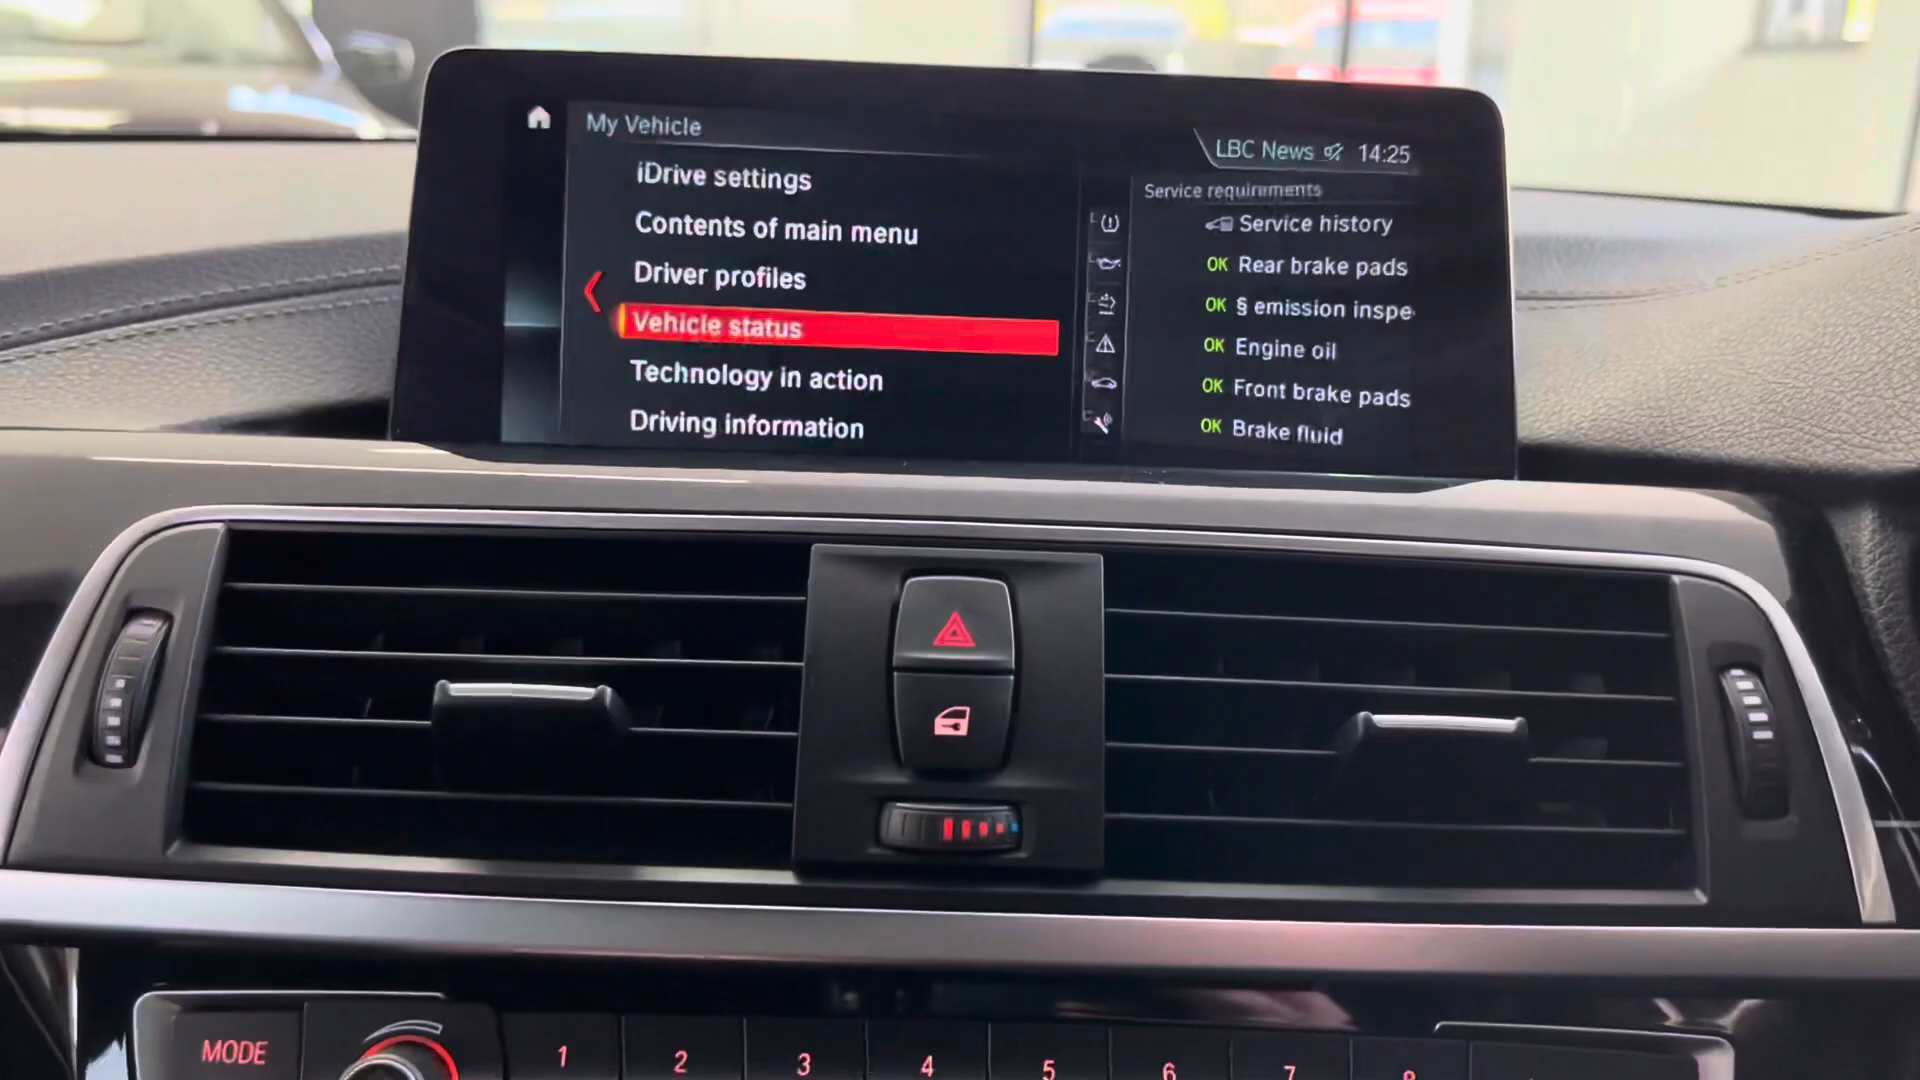 My Vehicle
LBC News 14:25
iDrive settings
Contents of main menu
Driver profiles
Vehicle status
Technology in action
Driving information
Service requirements
Service history
OK Rear brake pads
OK § emission inspe
OK Engine oil
OK Front brake pads
OK Brake fluid
MODE
1
2
3
4
5
6
7
8